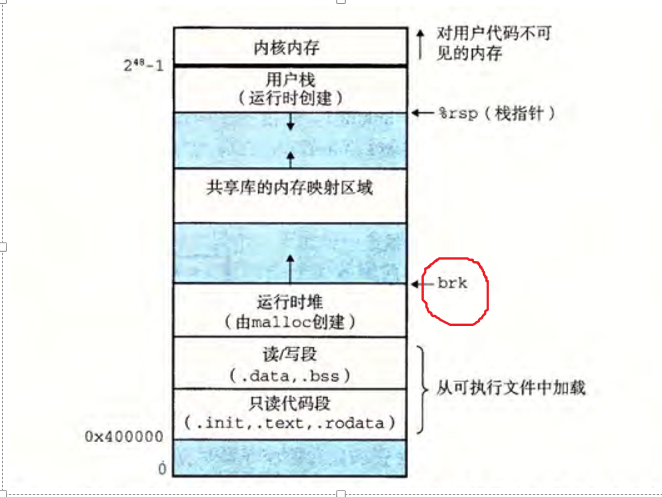 内核内存
对用户代码不可
见的内存
2⁴⁸-1
用户栈
(运行时创建)
%rsp(栈指针)
共享库的内存映射区域
brk
运行时堆
(由malloc创建)
读/写段
(.data,.bss)
从可执行文件中加载
只读代码段
(.init,.text,.rodata)
0x400000
0